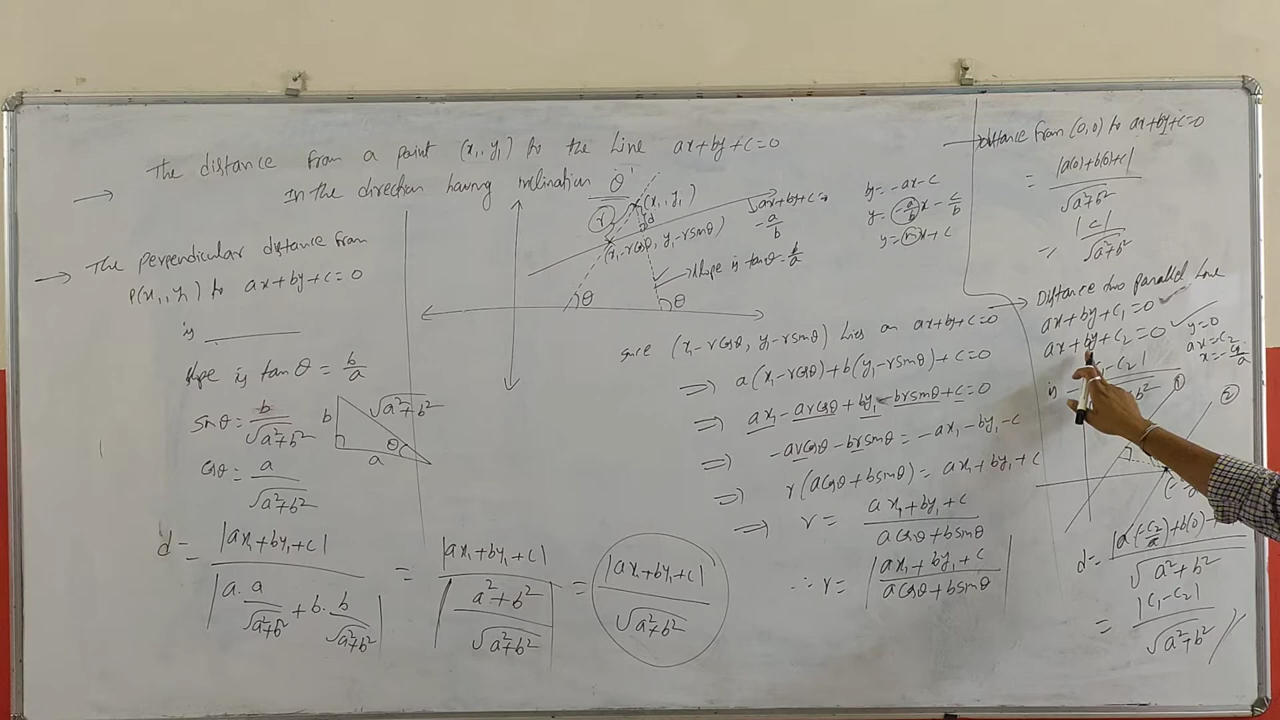 → The distance from a point (x₁, y₁) to the line ax+by+c=0
In the direction having inclination 'θ'
→ The perpendicular distance from
P(x₁, y₁) to ax+by+c=0
is ________
slope is tanθ = b/a
sinθ = b/√a²+b²
cosθ = a/√a²+b²
b √a²+b² θ a
d = |ax₁+by₁+c| / |a·a/√a²+b² + b·b/√a²+b²| = |ax₁+by₁+c| / |a²+b²/√a²+b²| = |ax₁+by₁+c|/√a²+b²
r (x₁, y₁) d
(x₁-rcosθ, y₁-rsinθ)
ax+by+c=0
-a/b
slope is tanθ = b/a
θ θ
by = -ax-c
y = -a/b x - c/b
y = mx+c
since (x₁-rcosθ, y₁-rsinθ) lies on ax+by+c=0
⇒ a(x₁-rcosθ)+b(y₁-rsinθ)+c=0
⇒ ax₁-arcosθ+by₁-brsinθ+c=0
⇒ -arcosθ-brsinθ = -ax₁-by₁-c
⇒ r(acosθ+bsinθ) = ax₁+by₁+c
⇒ r = ax₁+by₁+c / acosθ+bsinθ
∴ r = |ax₁+by₁+c / acosθ+bsinθ|
→ distance from (0,0) to ax+by+c=0
= |a(0)+b(0)+c| / √a²+b²
= |c| / √a²+b²
→ Distance two parallel line
ax+by+c₁=0
ax+by+c₂=0
y=0
x=-c₂/a
is
① ②
d = |a(-c₂/a)+b(0)+ / √a²+b²
= |c₁-c₂| / √a²+b²